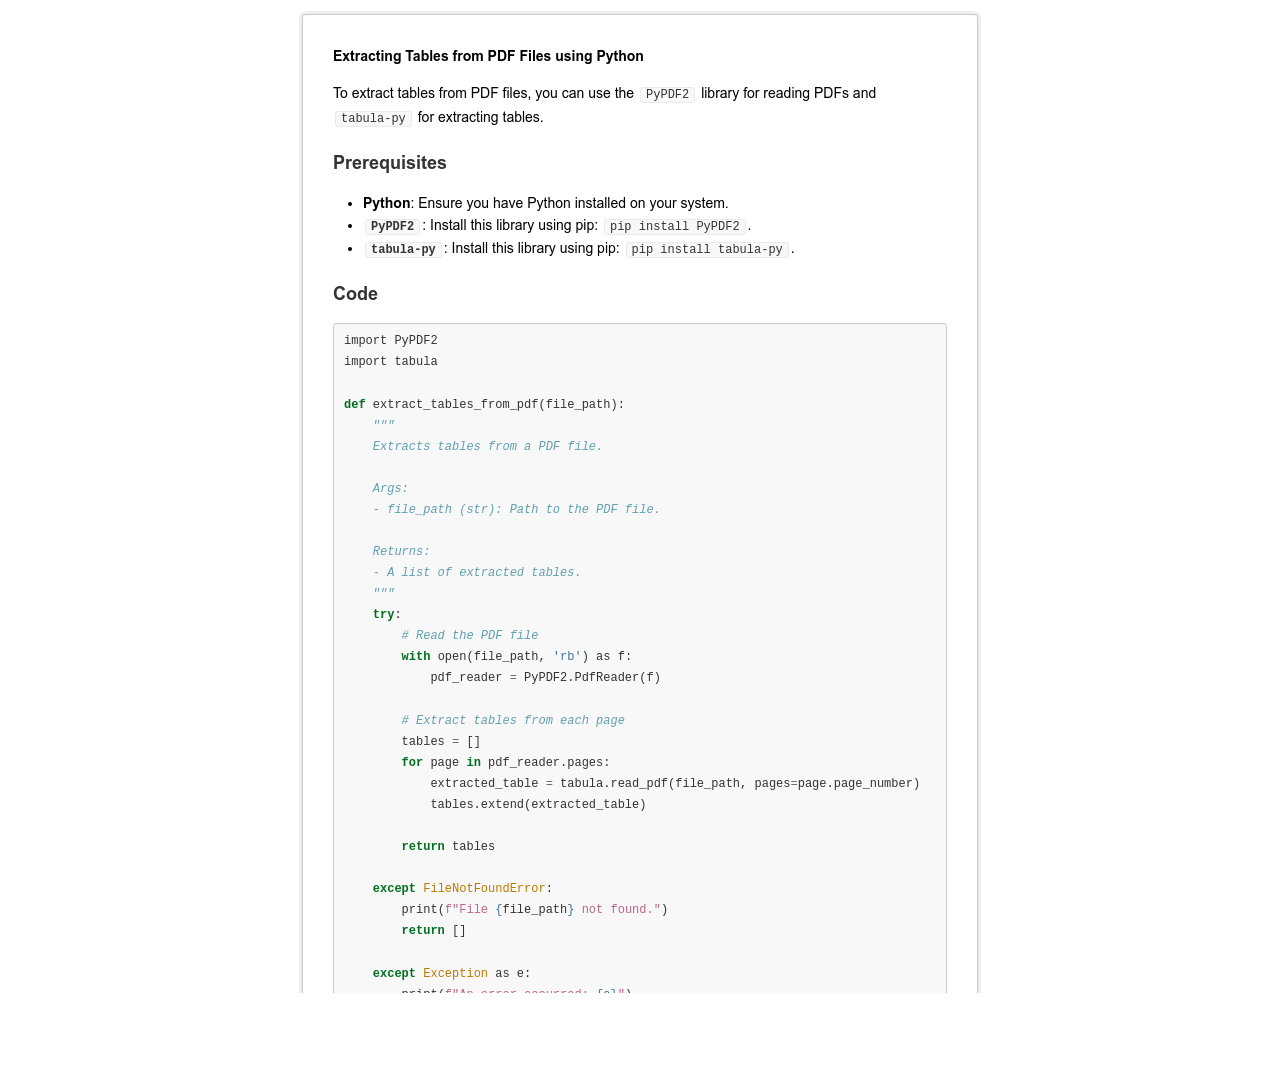 Extracting Tables from PDF Files using Python
To extract tables from PDF files, you can use the PyPDF2 library for reading PDFs and
tabula-py for extracting tables.
Prerequisites
• Python: Ensure you have Python installed on your system.
• PyPDF2: Install this library using pip: pip install PyPDF2.
• tabula-py: Install this library using pip: pip install tabula-py.
Code
import PyPDF2
import tabula

def extract_tables_from_pdf(file_path):
    """
    Extracts tables from a PDF file.

    Args:
    - file_path (str): Path to the PDF file.

    Returns:
    - A list of extracted tables.
    """
    try:
        # Read the PDF file
        with open(file_path, 'rb') as f:
            pdf_reader = PyPDF2.PdfReader(f)

        # Extract tables from each page
        tables = []
        for page in pdf_reader.pages:
            extracted_table = tabula.read_pdf(file_path, pages=page.page_number)
            tables.extend(extracted_table)

        return tables

    except FileNotFoundError:
        print(f"File {file_path} not found.")
        return []

    except Exception as e:
        print(f"An error occurred: {e}")